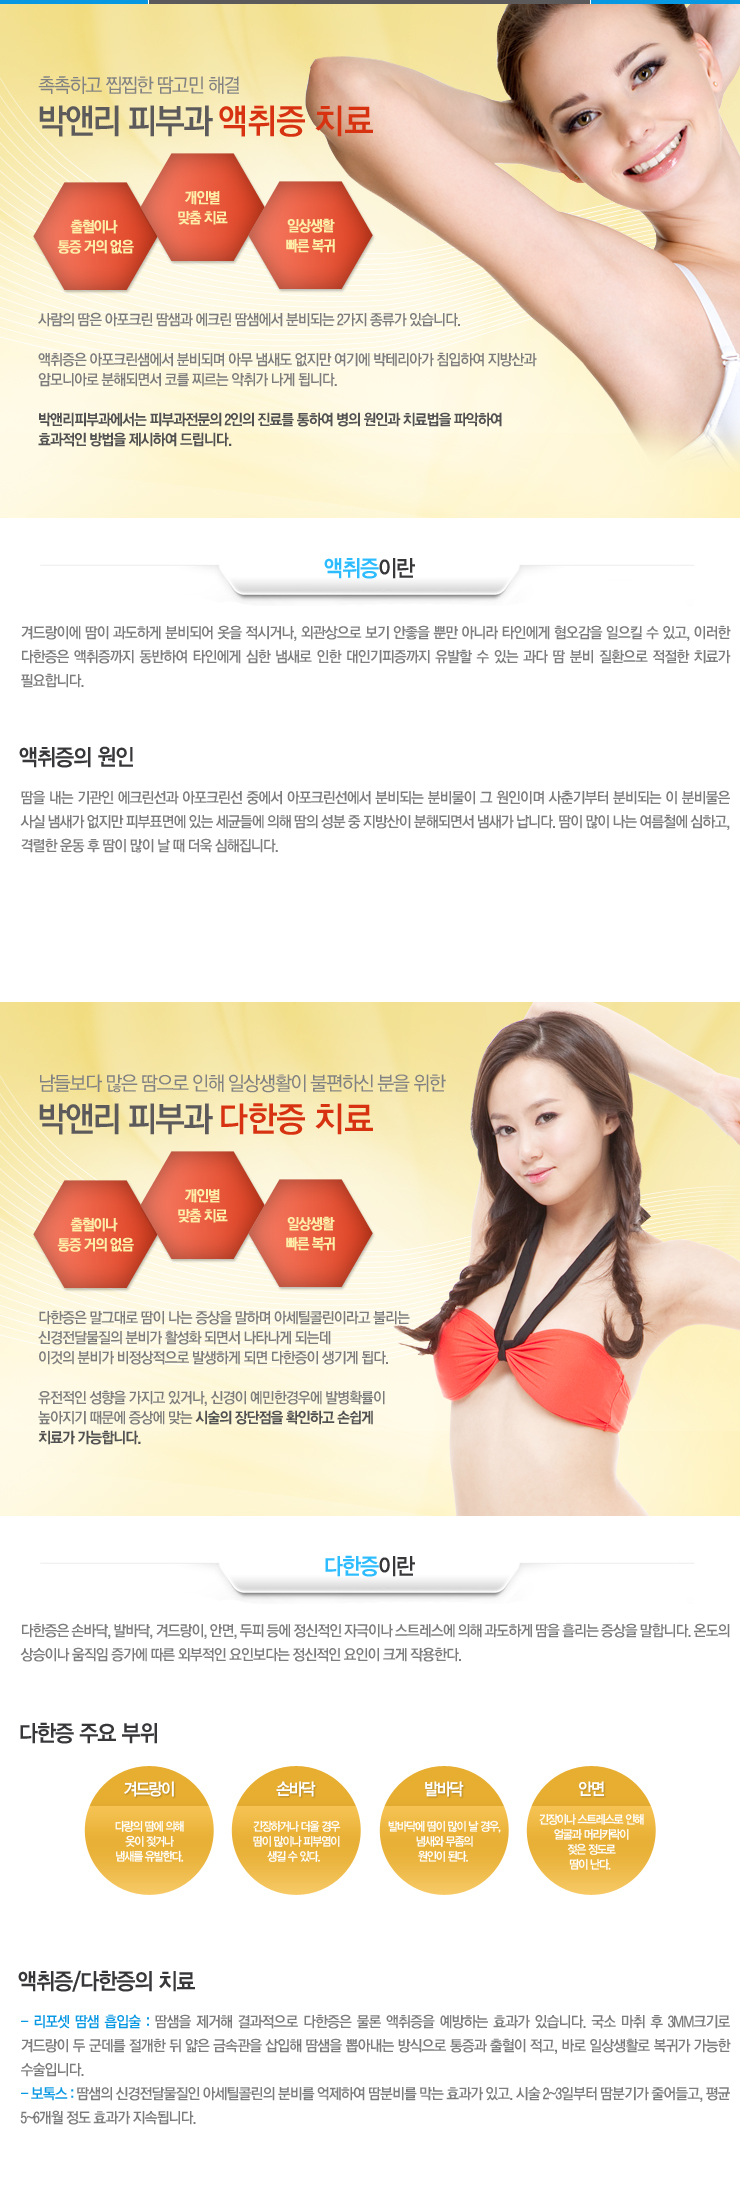 촉촉하고 찝찝한 땀고민 해결
박앤리 피부과 액취증 치료
출혈이나
통증 거의 없음
개인별
맞춤 치료
일상생활
빠른 복귀
사람의 땀은 아포크린 땀샘과 에크린 땀샘에서 분비되는 2가지 종류가 있습니다.
액취증은 아포크린샘에서 분비되며 아무 냄새도 없지만 여기에 박테리아가 침입하여 지방산과
암모니아로 분해되면서 코를 찌르는 악취가 나게 됩니다.
박앤리피부과에서는 피부과전문의 2인의 진료를 통하여 병의 원인과 치료법을 파악하여
효과적인 방법을 제시하여 드립니다.
액취증이란
겨드랑이에 땀이 과도하게 분비되어 옷을 적시거나, 외관상으로 보기 안좋을 뿐만 아니라 타인에게 혐오감을 일으킬 수 있고, 이러한
다한증은 액취증까지 동반하여 타인에게 심한 냄새로 인한 대인기피증까지 유발할 수 있는 과다 땀 분비 질환으로 적절한 치료가
필요합니다.
액취증의 원인
땀을 내는 기관인 에크린선과 아포크린선 중에서 아포크린선에서 분비되는 분비물이 그 원인이며 사춘기부터 분비되는 이 분비물은
사실 냄새가 없지만 피부표면에 있는 세균들에 의해 땀의 성분 중 지방산이 분해되면서 냄새가 납니다. 땀이 많이 나는 여름철에 심하고,
격렬한 운동 후 땀이 많이 날 때 더욱 심해집니다.
남들보다 많은 땀으로 인해 일상생활이 불편하신 분을 위한
박앤리 피부과 다한증 치료
출혈이나
통증 거의 없음
개인별
맞춤 치료
일상생활
빠른 복귀
다한증은 말그대로 땀이 나는 증상을 말하며 아세틸콜린이라고 불리는
신경전달물질의 분비가 활성화 되면서 나타나게 되는데
이것의 분비가 비정상적으로 발생하게 되면 다한증이 생기게 됩다.
유전적인 성향을 가지고 있거나, 신경이 예민한경우에 발병확률이
높아지기 때문에 증상에 맞는 시술의 장단점을 확인하고 손쉽게
치료가 가능합니다.
다한증이란
다한증은 손바닥, 발바닥, 겨드랑이, 안면, 두피 등에 정신적인 자극이나 스트레스에 의해 과도하게 땀을 흘리는 증상을 말합니다. 온도의
상승이나 움직임 증가에 따른 외부적인 요인보다는 정신적인 요인이 크게 작용한다.
다한증 주요 부위
겨드랑이
다량의 땀에 의해
옷이 젖거나
냄새를 유발한다.
손바닥
긴장하거나 더울 경우
땀이 많이나 피부염이
생길 수 있다.
발바닥
발바닥에 땀이 많이 날 경우,
냄새와 무좀의
원인이 된다.
안면
긴장이나 스트레스로 인해
얼굴과 머리카락이
젖은 정도로
땀이 난다.
액취증/다한증의 치료
- 리포셋 땀샘 흡입술 : 땀샘을 제거해 결과적으로 다한증은 물론 액취증을 예방하는 효과가 있습니다. 국소 마취 후 3MM크기로
겨드랑이 두 군데를 절개한 뒤 얇은 금속관을 삽입해 땀샘을 뽑아내는 방식으로 통증과 출혈이 적고, 바로 일상생활로 복귀가 가능한
수술입니다.
- 보톡스 : 땀샘의 신경전달물질인 아세틸콜린의 분비를 억제하여 땀분비를 막는 효과가 있고. 시술 2~3일부터 땀분기가 줄어들고, 평균
5~6개월 정도 효과가 지속됩니다.